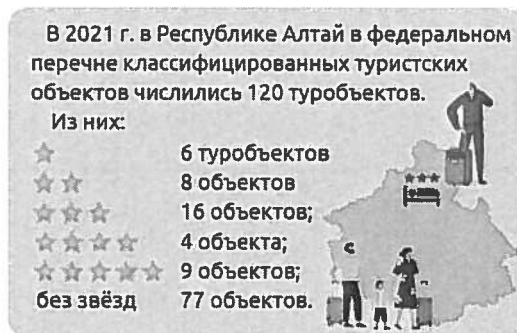 В 2021 г. в Республике Алтай в федеральном
перечне классифицированных туристских
объектов числились 120 туробъектов.
Из них:
6 туробъектов
8 объектов
16 объектов;
4 объекта;
9 объектов;
без звёзд 77 объектов.